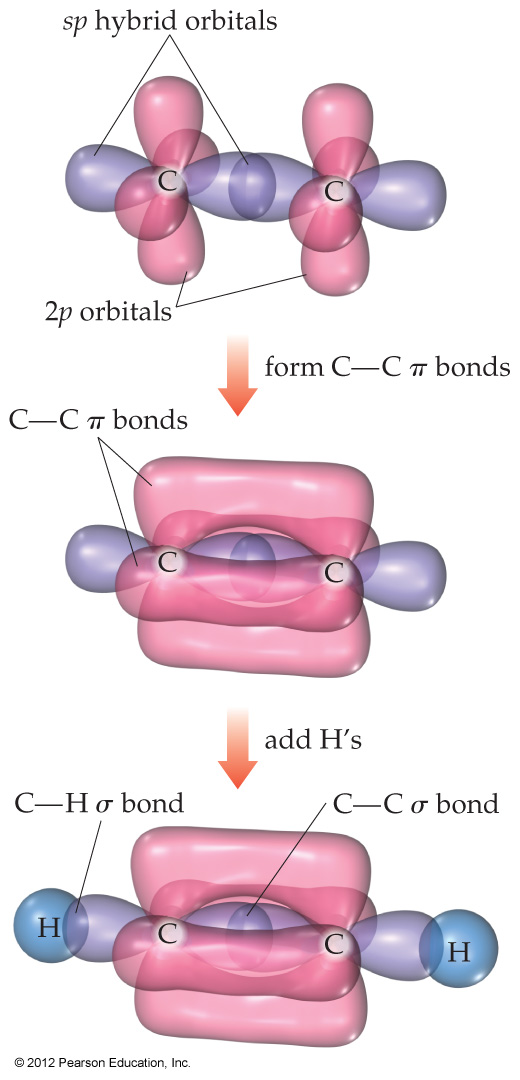 sp hybrid orbitals
C
C
2p orbitals
form C—C π bonds
C—C π bonds
C
C
add H's
C—H σ bond
C—C σ bond
H
C
C
H
© 2012 Pearson Education, Inc.